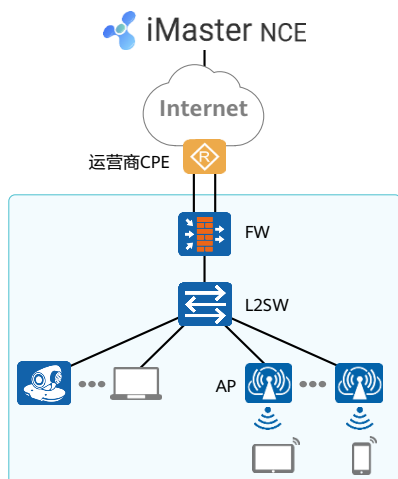 iMaster NCE
Internet
R
运营商CPE
FW
L2SW
AP